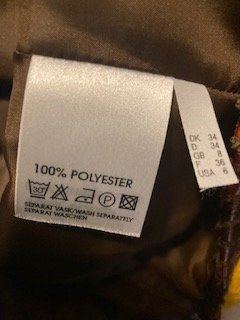 100% POLYESTER
30°
P
SEPARAT VASK/WASH SEPARATELY
SEPARAT WASCHEN
DK 34
D 34
GB 8
F 36
USA 6